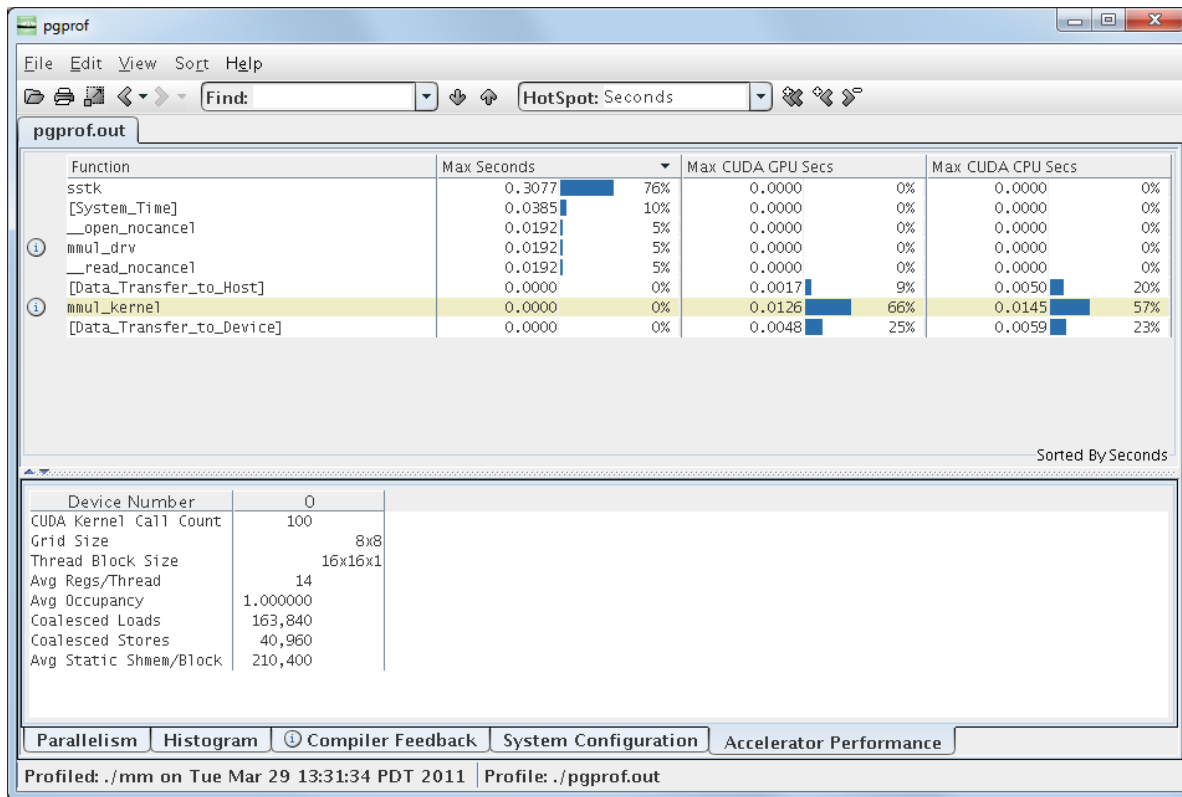 pgprof
File Edit View Sort Help
Find: HotSpot: Seconds
pgprof.out
Function Max Seconds Max CUDA GPU Secs Max CUDA CPU Secs
sstk 0.3077 76% 0.0000 0% 0.0000 0%
[System_Time] 0.0385 10% 0.0000 0% 0.0000 0%
__open_nocancel 0.0192 5% 0.0000 0% 0.0000 0%
mmul_drv 0.0192 5% 0.0000 0% 0.0000 0%
__read_nocancel 0.0192 5% 0.0000 0% 0.0000 0%
[Data_Transfer_to_Host] 0.0000 0% 0.0017 9% 0.0050 20%
mmul_kernel 0.0000 0% 0.0126 66% 0.0145 57%
[Data_Transfer_to_Device] 0.0000 0% 0.0048 25% 0.0059 23%
Sorted By Seconds
Device Number 0
CUDA Kernel Call Count 100
Grid Size 8x8
Thread Block Size 16x16x1
Avg Regs/Thread 14
Avg Occupancy 1.000000
Coalesced Loads 163,840
Coalesced Stores 40,960
Avg Static Shmem/Block 210,400
Parallelism Histogram Compiler Feedback System Configuration Accelerator Performance
Profiled: ./mm on Tue Mar 29 13:31:34 PDT 2011 Profile: ./pgprof.out